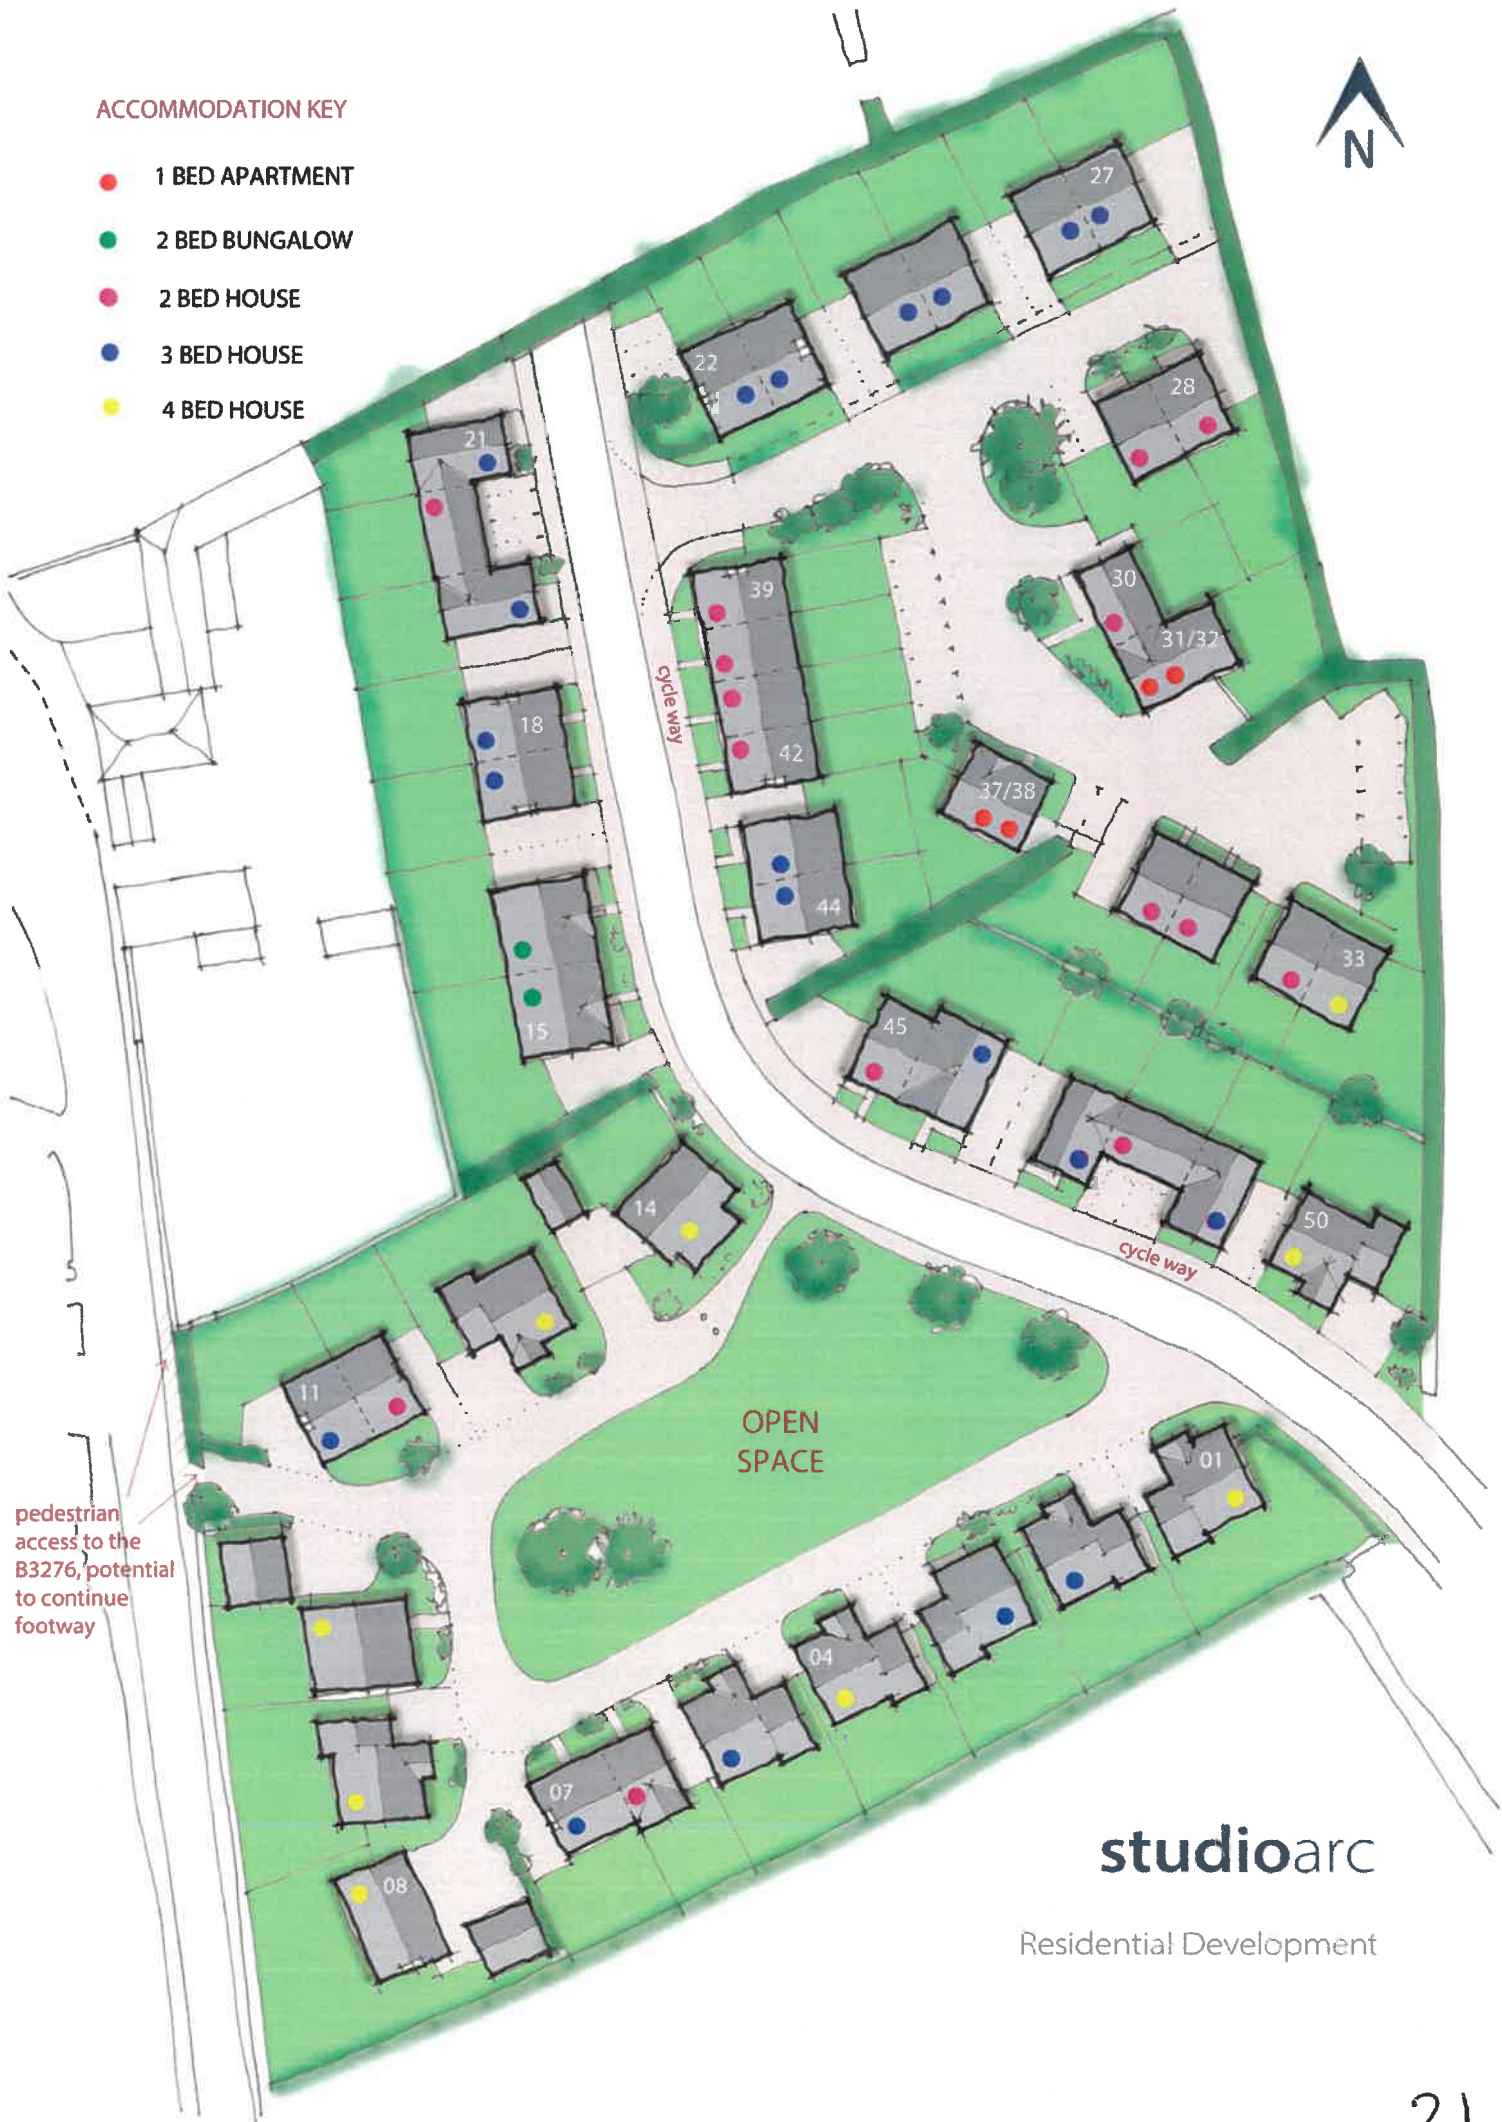 ACCOMMODATION KEY
1 BED APARTMENT
2 BED BUNGALOW
2 BED HOUSE
3 BED HOUSE
4 BED HOUSE
N
27
22
28
21
39
30
31/32
cycle way
18
42
37/38
44
33
15
45
14
50
cycle way
11
OPEN
SPACE
01
pedestrian
access to the
B3276, potential
to continue
footway
04
07
08
studioarc
Residential Development
21